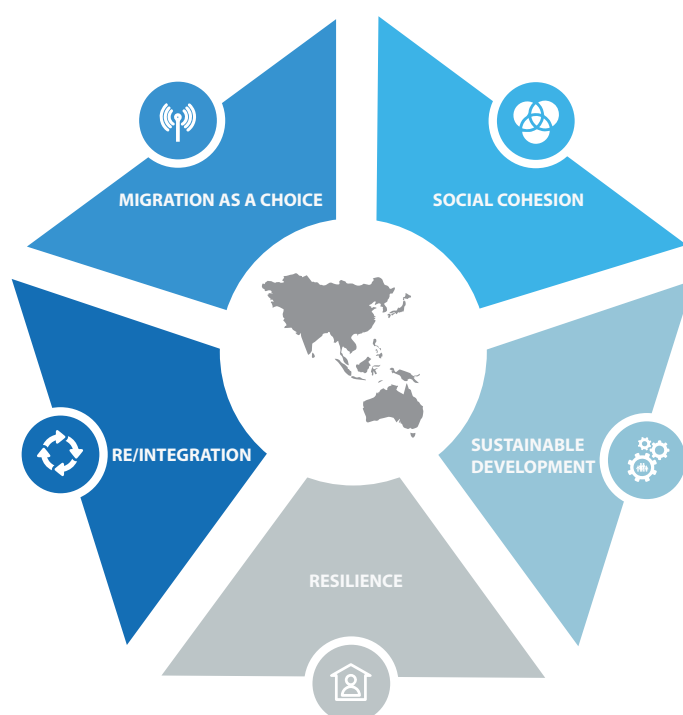 MIGRATION AS A CHOICE
SOCIAL COHESION
RE/INTEGRATION
SUSTAINABLE
DEVELOPMENT
RESILIENCE